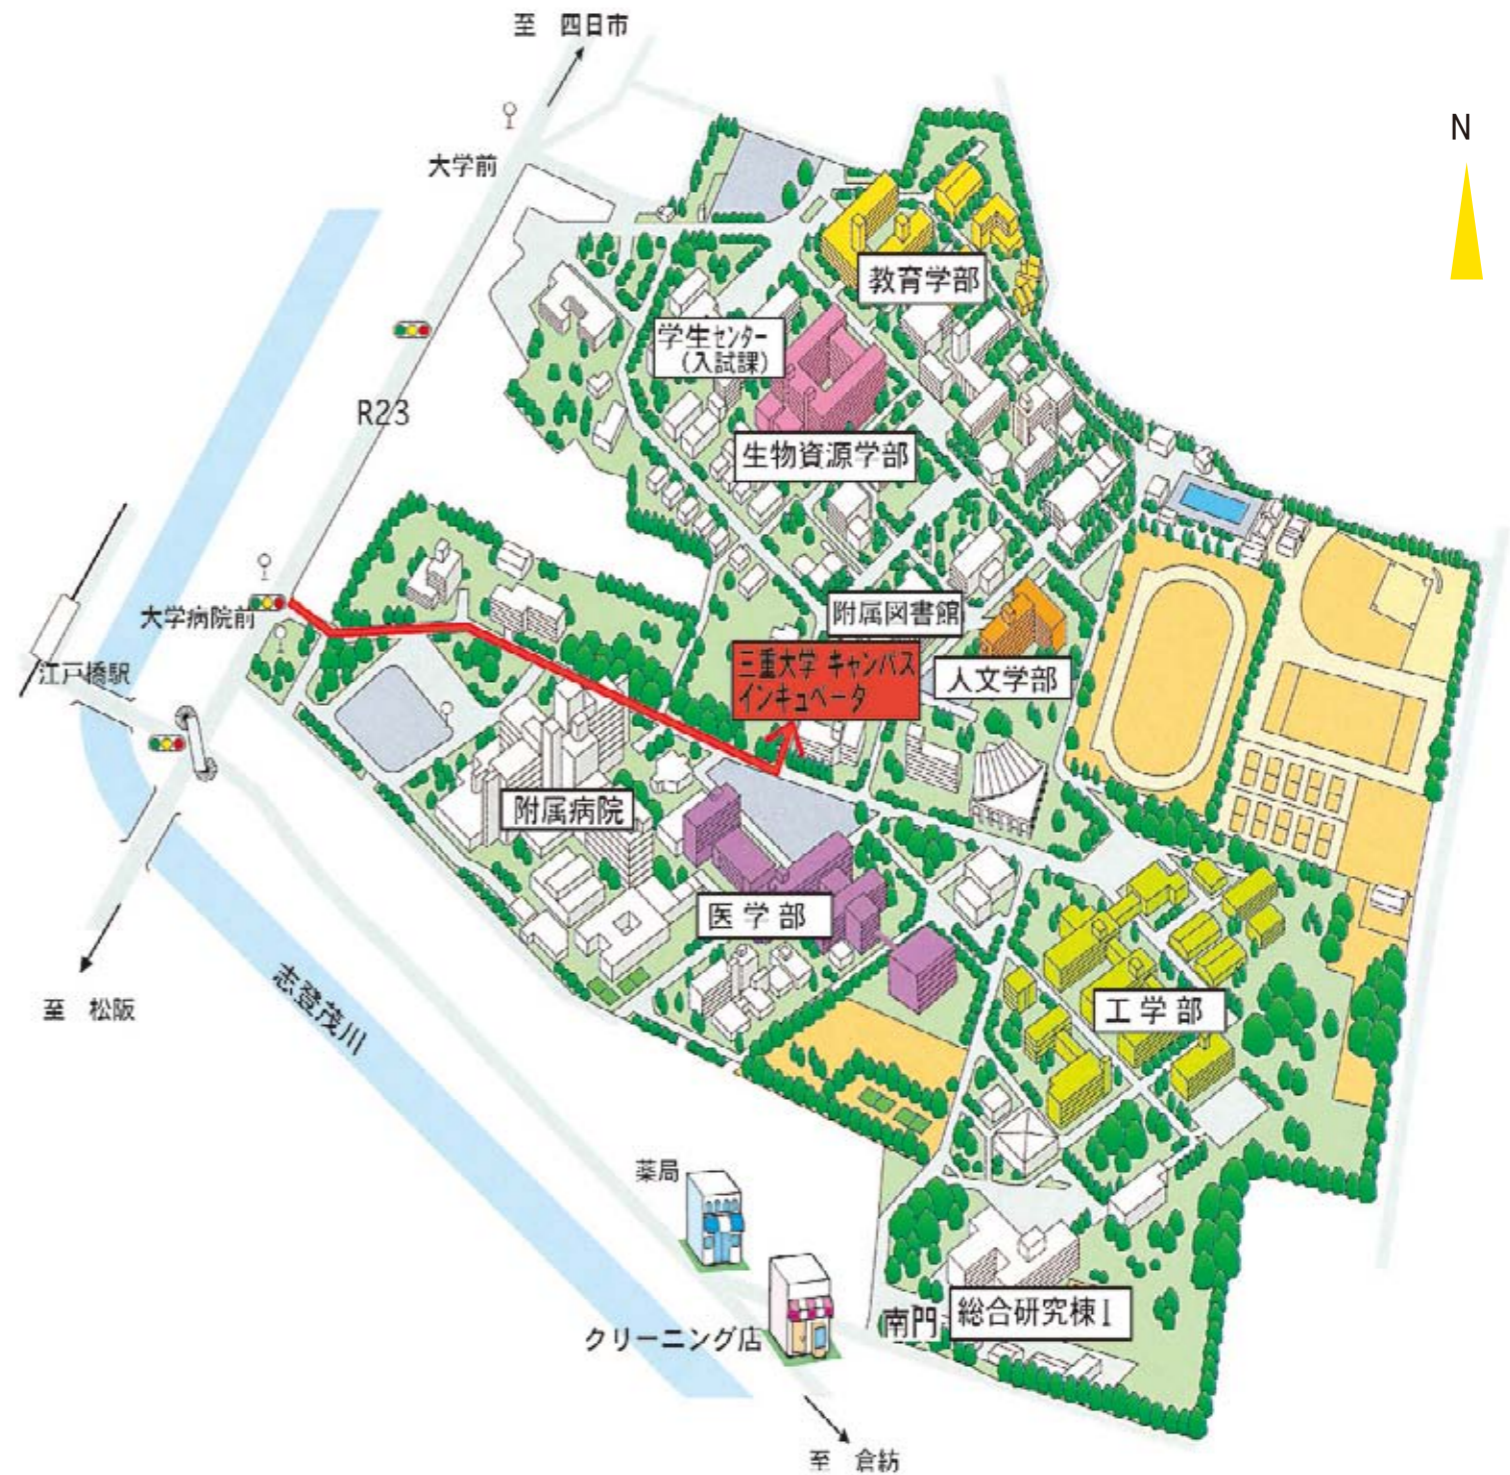 至 四日市
N
大学前
教育学部
学生センター
(入試課)
R23
生物資源学部
大学病院前
附属図書館
江戸橋駅
三重大学 キャンパス
インキュベータ
人文学部
附属病院
医学部
至 松阪
志登茂川
工学部
薬局
クリーニング店
南門
総合研究棟Ⅰ
至 倉紡